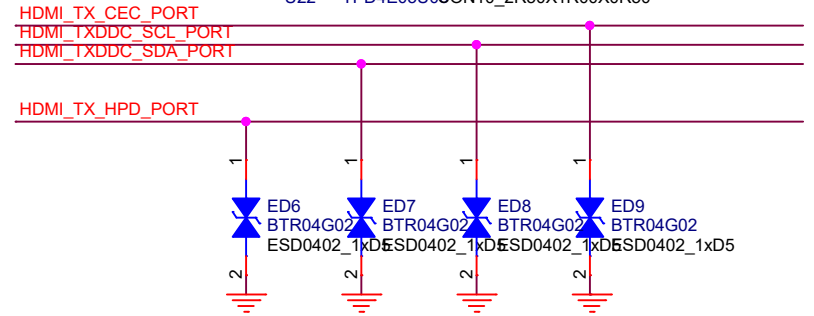 HDMI_TX_CEC_PORT
HDMI_TXDDC_SCL_PORT
HDMI_TXDDC_SDA_PORT
HDMI_TX_HPD_PORT
1 1 1 1
ED6 ED7 ED8 ED9
BTR04G02 BTR04G02 BTR04G02 BTR04G02
ESD0402_1xD5 ESD0402_1xD5 ESD0402_1xD5 ESD0402_1xD5
2 2 2 2